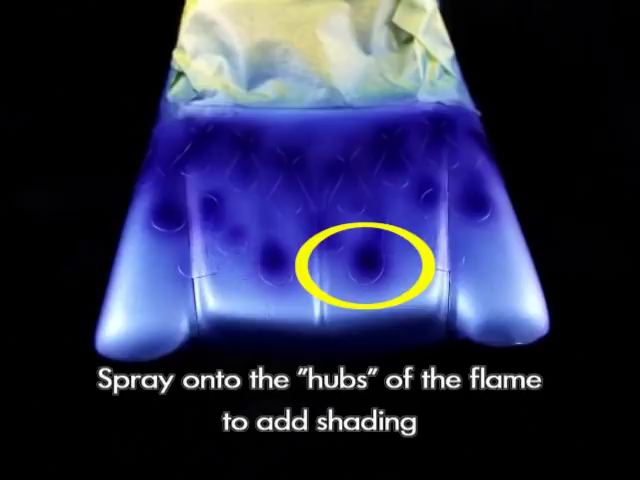 Spray onto the "hubs" of the flame
to add shading